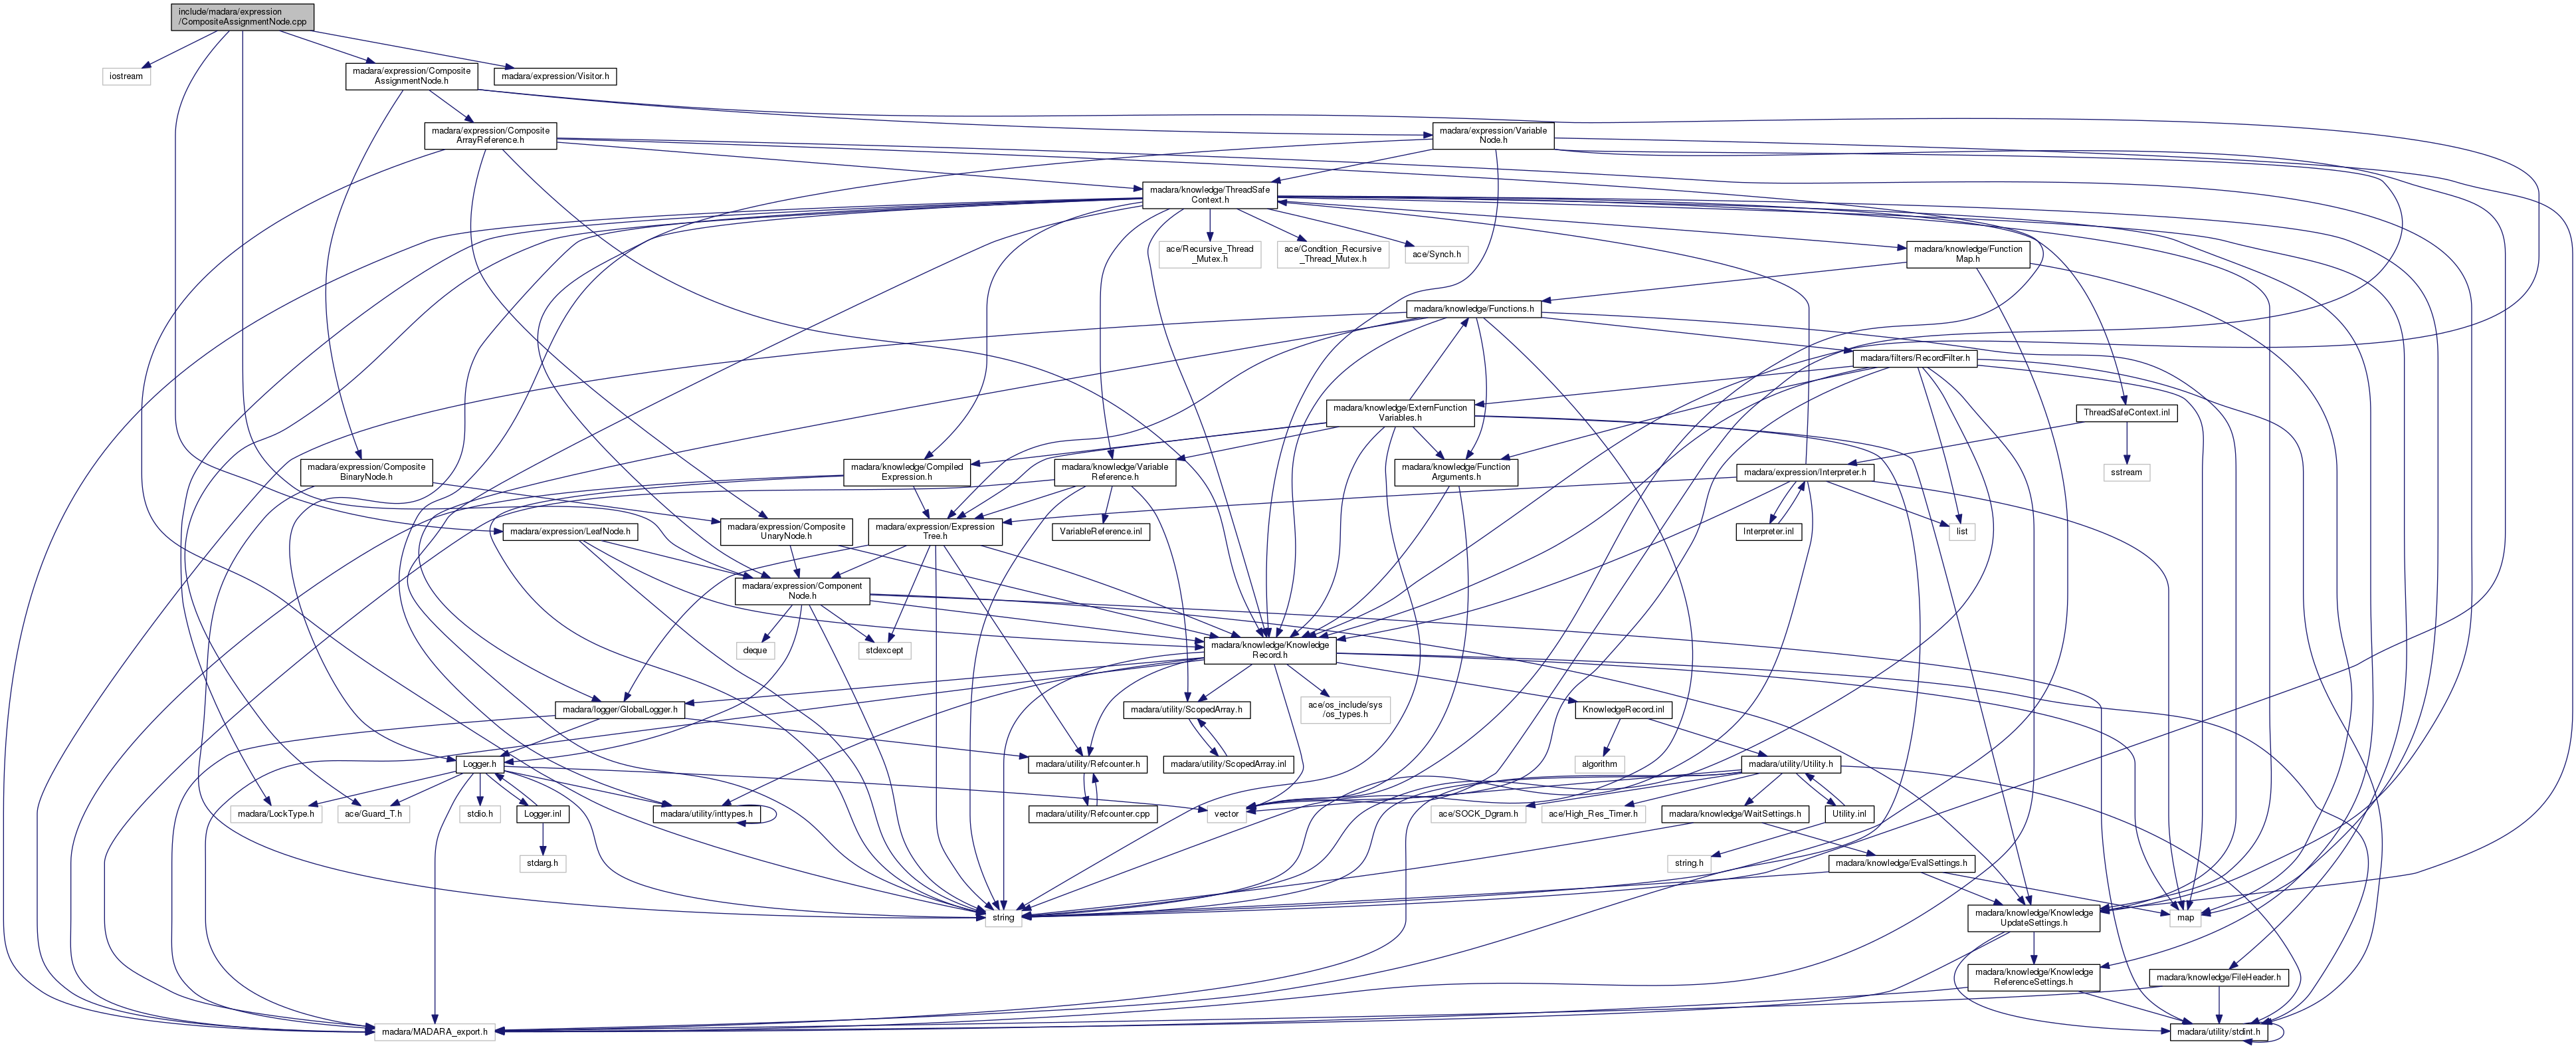 include/madara/expression
/CompositeAssignmentNode.cpp
iostream
madara/expression/Composite
AssignmentNode.h
madara/expression/Visitor.h
madara/expression/Composite
ArrayReference.h
madara/expression/Variable
Node.h
madara/knowledge/ThreadSafe
Context.h
ace/Recursive_Thread
_Mutex.h
ace/Condition_Recursive
_Thread_Mutex.h
ace/Synch.h
madara/knowledge/Function
Map.h
madara/knowledge/Functions.h
madara/filters/RecordFilter.h
madara/knowledge/ExternFunction
Variables.h
ThreadSafeContext.inl
madara/expression/Composite
BinaryNode.h
madara/knowledge/Compiled
Expression.h
madara/knowledge/Variable
Reference.h
madara/knowledge/Function
Arguments.h
madara/expression/Interpreter.h
sstream
madara/expression/LeafNode.h
madara/expression/Composite
UnaryNode.h
madara/expression/Expression
Tree.h
VariableReference.inl
Interpreter.inl
list
madara/expression/Component
Node.h
deque
stdexcept
madara/knowledge/Knowledge
Record.h
madara/logger/GlobalLogger.h
madara/utility/ScopedArray.h
ace/os_include/sys
/os_types.h
KnowledgeRecord.inl
Logger.h
madara/utility/Refcounter.h
madara/utility/ScopedArray.inl
algorithm
madara/utility/Utility.h
madara/LockType.h
ace/Guard_T.h
stdio.h
Logger.inl
madara/utility/inttypes.h
madara/utility/Refcounter.cpp
vector
ace/SOCK_Dgram.h
ace/High_Res_Timer.h
madara/knowledge/WaitSettings.h
Utility.inl
stdarg.h
string.h
madara/knowledge/EvalSettings.h
string
madara/knowledge/Knowledge
UpdateSettings.h
map
madara/knowledge/Knowledge
ReferenceSettings.h
madara/knowledge/FileHeader.h
madara/MADARA_export.h
madara/utility/stdint.h